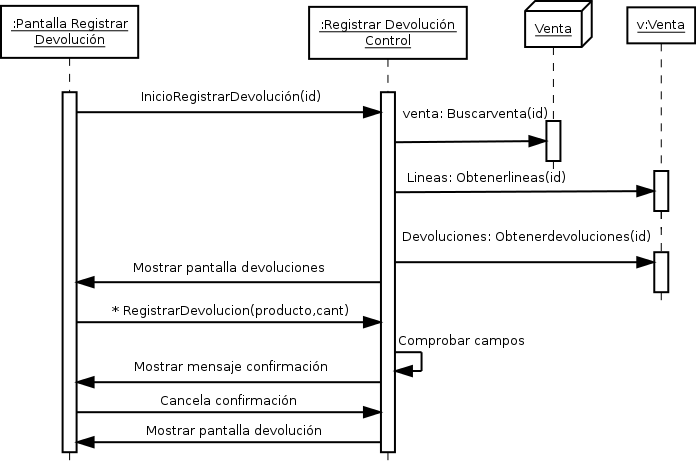 :Pantalla Registrar
Devolución
:Registrar Devolución
Control
Venta
v:Venta
InicioRegistrarDevolución(id)
venta: Buscarventa(id)
Lineas: Obtenerlineas(id)
Devoluciones: Obtenerdevoluciones(id)
Mostrar pantalla devoluciones
* RegistrarDevolucion(producto,cant)
Comprobar campos
Mostrar mensaje confirmación
Cancela confirmación
Mostrar pantalla devolución